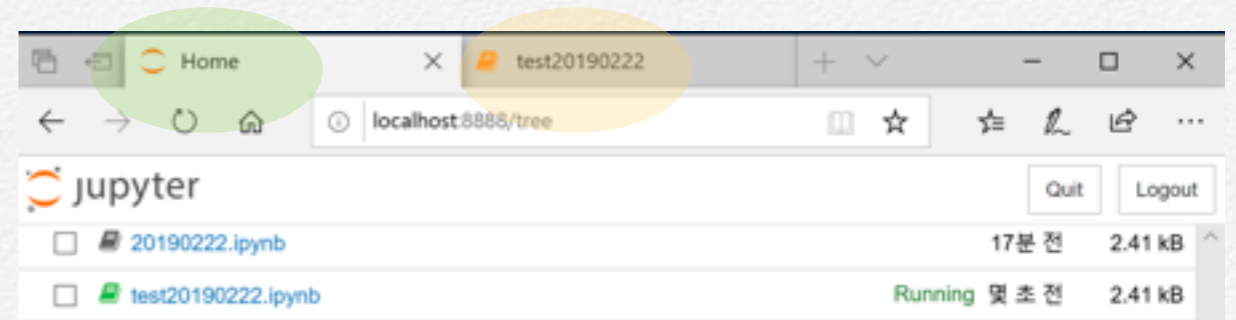 Home test20190222
localhost:8888/tree
jupyter Quit Logout
20190222.ipynb 17분 전 2.41 kB
test20190222.ipynb Running 몇 초 전 2.41 kB